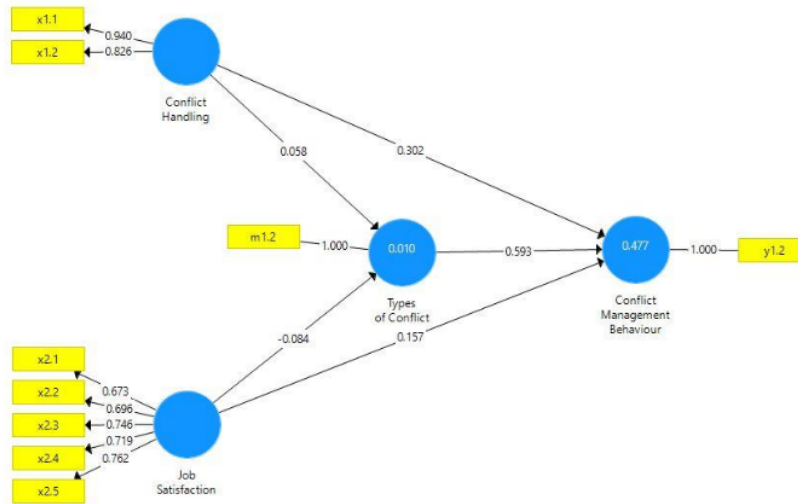 x1.1
0.940
x1.2
0.826
Conflict
Handling
0.058
0.302
m1.2
1.000
0.010
0.593
0.477
1.000
y1.2
Types
of Conflict
Conflict
Management
Behaviour
-0.084
0.157
x2.1
0.673
x2.2
0.696
x2.3
0.746
x2.4
0.719
x2.5
0.762
Job
Satisfaction